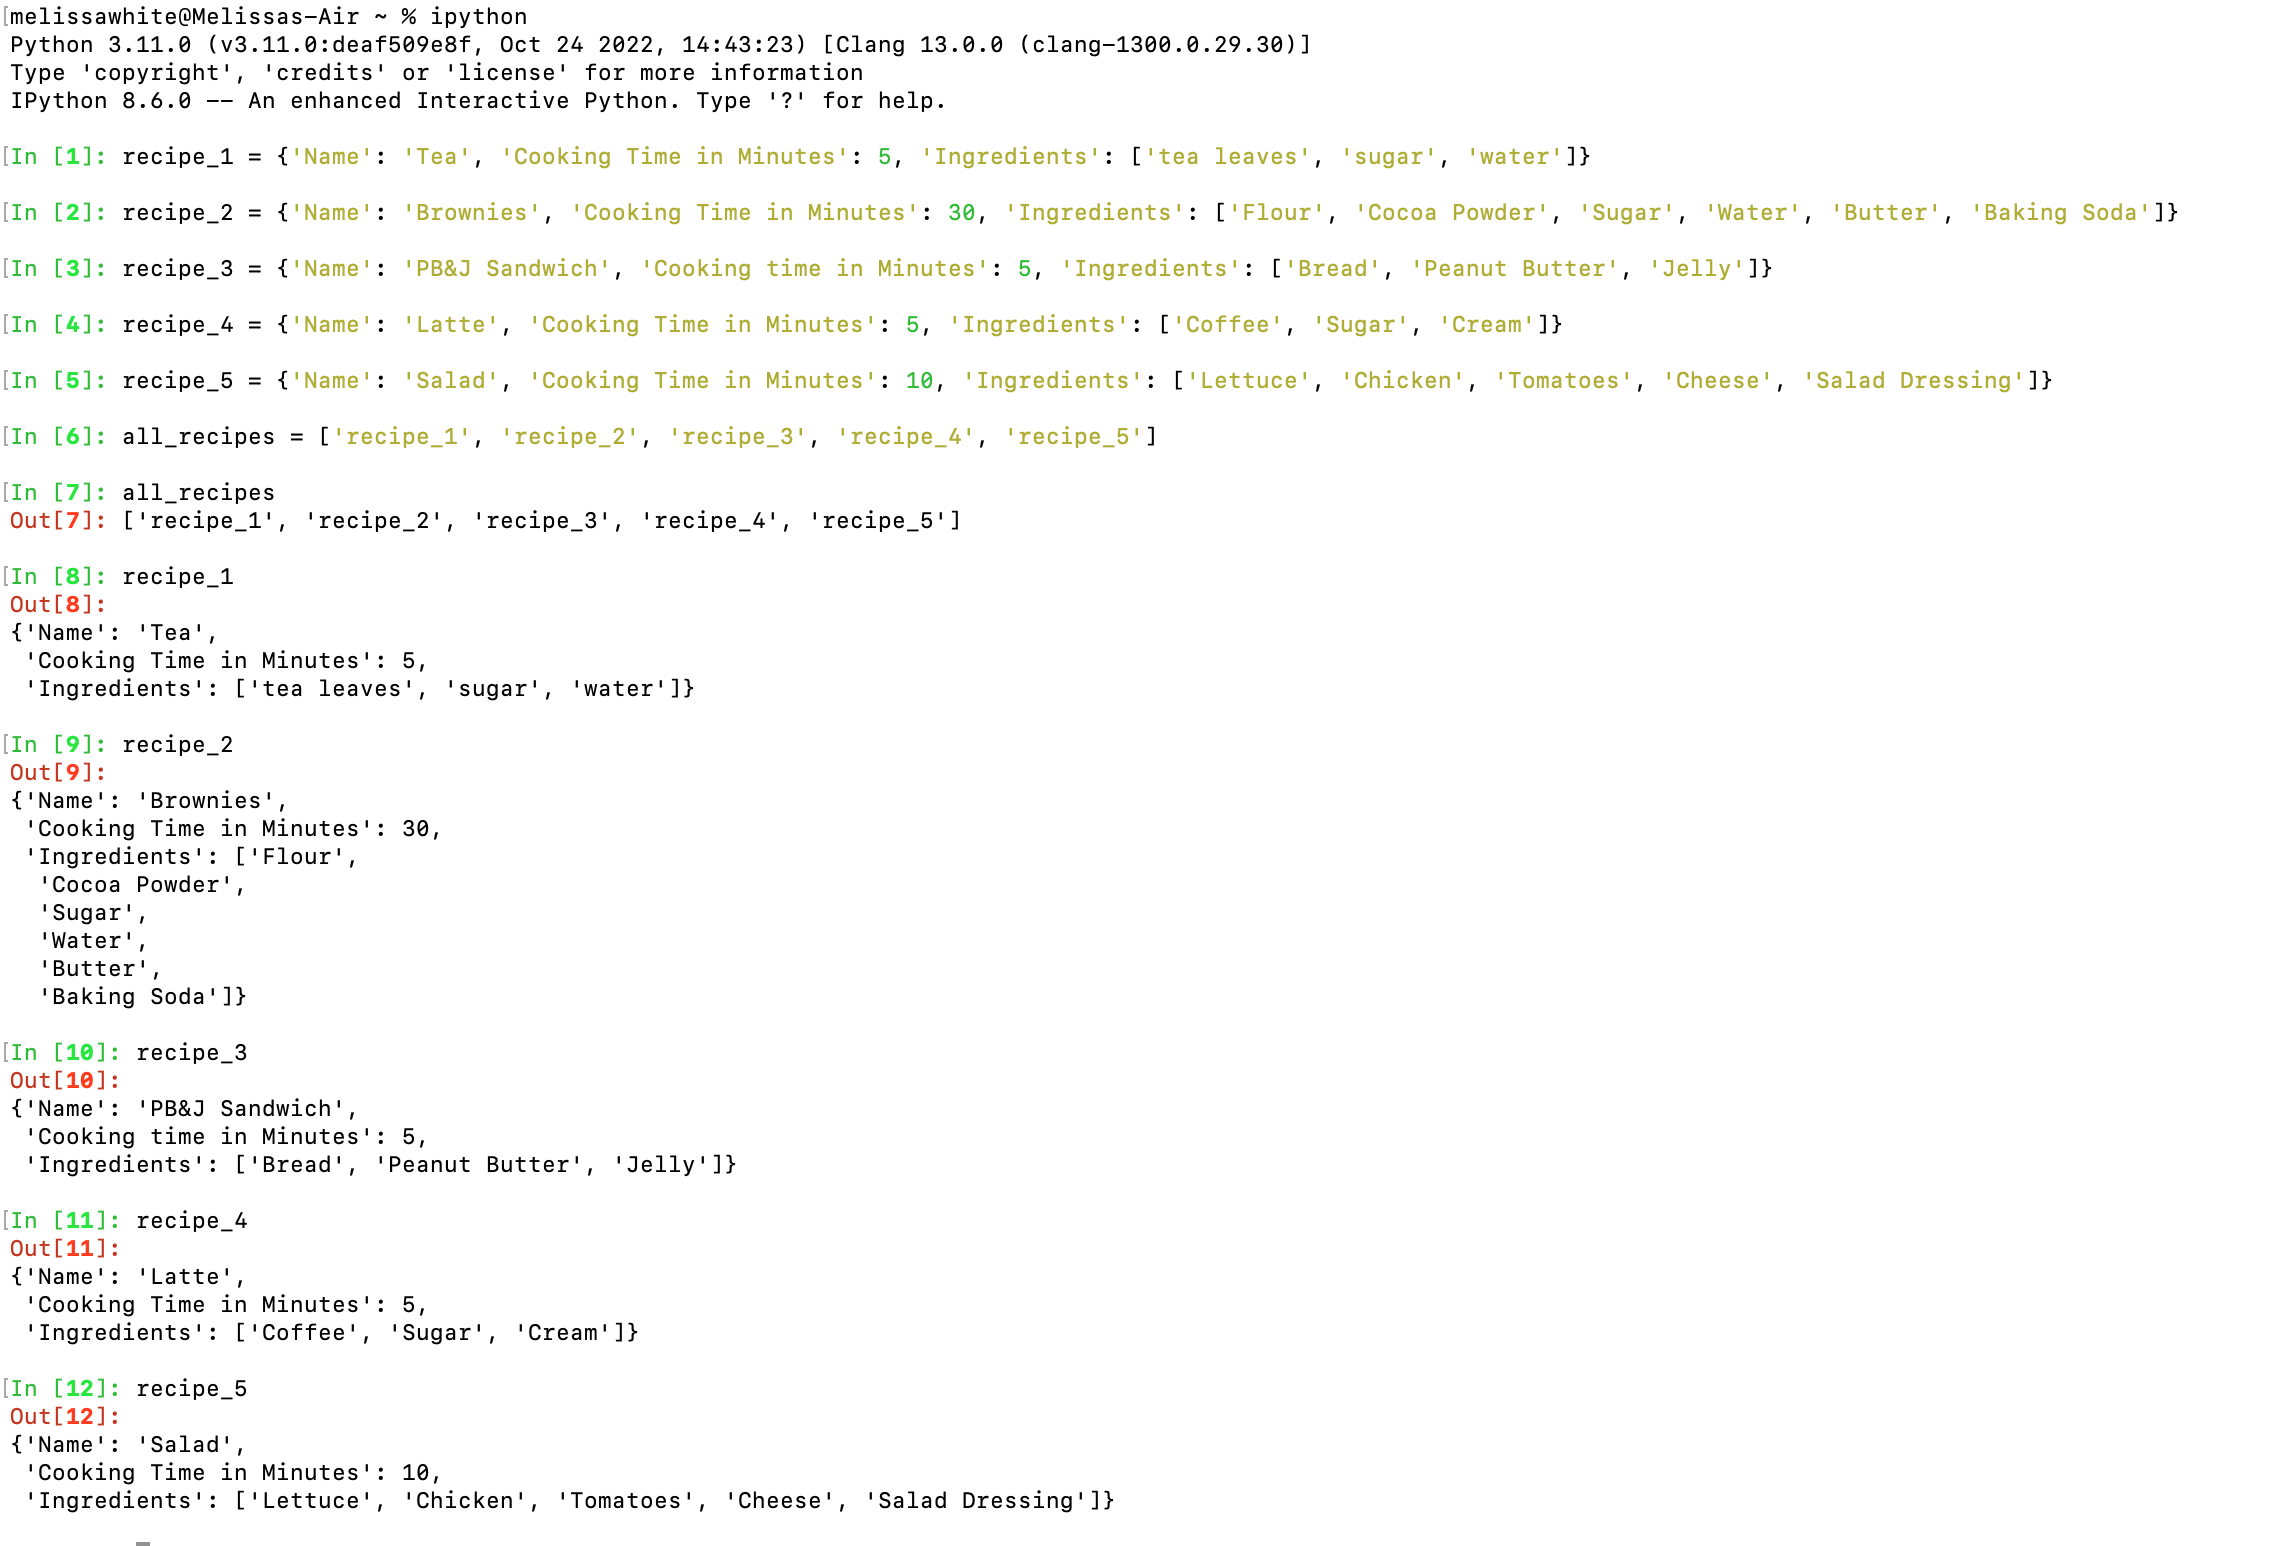 [melissawhite@Melissas-Air ~ % ipython
Python 3.11.0 (v3.11.0:deaf509e8f, Oct 24 2022, 14:43:23) [Clang 13.0.0 (clang-1300.0.29.30)]
Type 'copyright', 'credits' or 'license' for more information
IPython 8.6.0 -- An enhanced Interactive Python. Type '?' for help.
[In [1]: recipe_1 = {'Name': 'Tea', 'Cooking Time in Minutes': 5, 'Ingredients': ['tea leaves', 'sugar', 'water']}
[In [2]: recipe_2 = {'Name': 'Brownies', 'Cooking Time in Minutes': 30, 'Ingredients': ['Flour', 'Cocoa Powder', 'Sugar', 'Water', 'Butter', 'Baking Soda']}
[In [3]: recipe_3 = {'Name': 'PB&J Sandwich', 'Cooking time in Minutes': 5, 'Ingredients': ['Bread', 'Peanut Butter', 'Jelly']}
[In [4]: recipe_4 = {'Name': 'Latte', 'Cooking Time in Minutes': 5, 'Ingredients': ['Coffee', 'Sugar', 'Cream']}
[In [5]: recipe_5 = {'Name': 'Salad', 'Cooking Time in Minutes': 10, 'Ingredients': ['Lettuce', 'Chicken', 'Tomatoes', 'Cheese', 'Salad Dressing']}
[In [6]: all_recipes = ['recipe_1', 'recipe_2', 'recipe_3', 'recipe_4', 'recipe_5']
[In [7]: all_recipes
Out[7]: ['recipe_1', 'recipe_2', 'recipe_3', 'recipe_4', 'recipe_5']
[In [8]: recipe_1
Out[8]:
{'Name': 'Tea',
 'Cooking Time in Minutes': 5,
 'Ingredients': ['tea leaves', 'sugar', 'water']}
[In [9]: recipe_2
Out[9]:
{'Name': 'Brownies',
 'Cooking Time in Minutes': 30,
 'Ingredients': ['Flour',
  'Cocoa Powder',
  'Sugar',
  'Water',
  'Butter',
  'Baking Soda']}
[In [10]: recipe_3
Out[10]:
{'Name': 'PB&J Sandwich',
 'Cooking time in Minutes': 5,
 'Ingredients': ['Bread', 'Peanut Butter', 'Jelly']}
[In [11]: recipe_4
Out[11]:
{'Name': 'Latte',
 'Cooking Time in Minutes': 5,
 'Ingredients': ['Coffee', 'Sugar', 'Cream']}
[In [12]: recipe_5
Out[12]:
{'Name': 'Salad',
 'Cooking Time in Minutes': 10,
 'Ingredients': ['Lettuce', 'Chicken', 'Tomatoes', 'Cheese', 'Salad Dressing']}